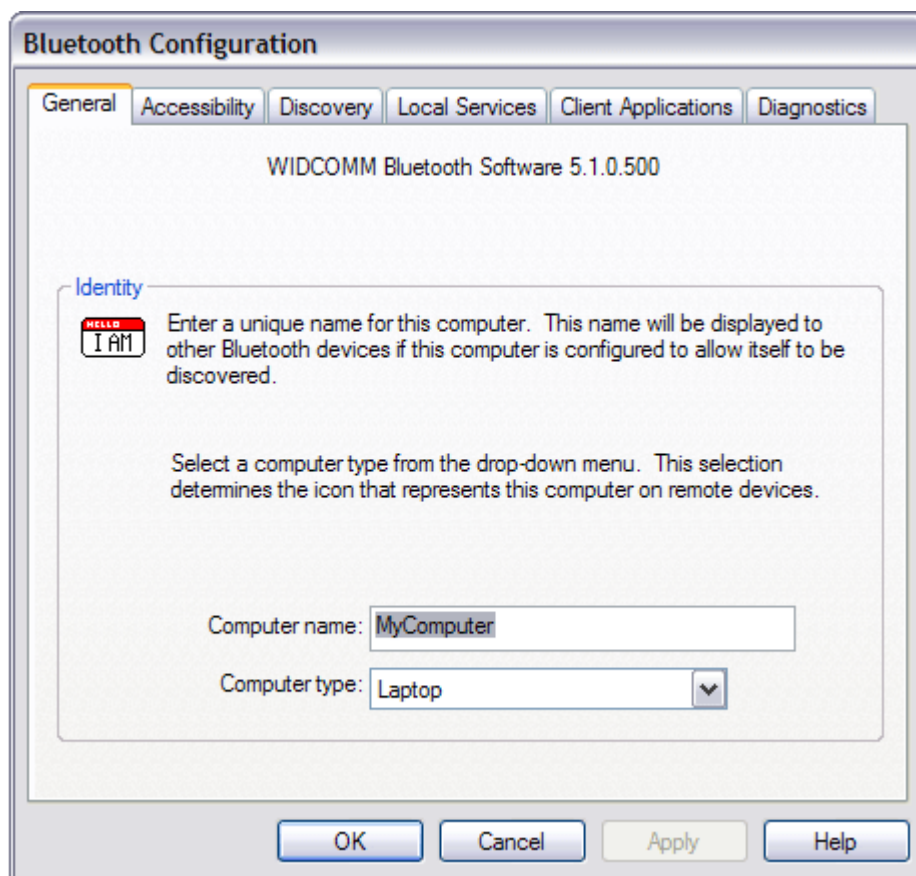 Bluetooth Configuration
General Accessibility Discovery Local Services Client Applications Diagnostics
WIDCOMM Bluetooth Software 5.1.0.500
Identity
HELLO
I AM
Enter a unique name for this computer. This name will be displayed to
other Bluetooth devices if this computer is configured to allow itself to be
discovered.
Select a computer type from the drop-down menu. This selection
determines the icon that represents this computer on remote devices.
Computer name: MyComputer
Computer type: Laptop
OK Cancel Apply Help